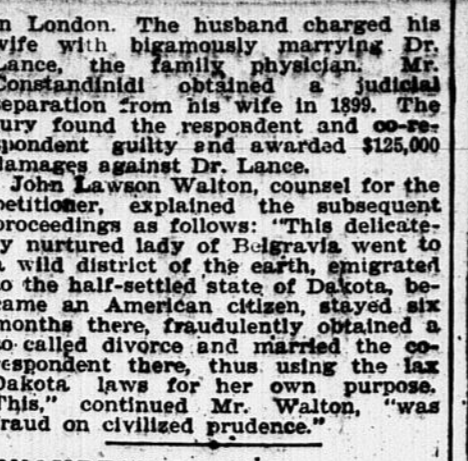 n London. The husband charged his
wife with bigamously marrying Dr.
Lance, the family physician. Mr.
Constandinidi obtained a judicial
separation from his wife in 1899. The
jury found the respondent and co-re-
spondent guilty and awarded $125,000
damages against Dr. Lance.
John Lawson Walton, counsel for the
petitioner, explained the subsequent
proceedings as follows: "This delicate-
ly nurtured lady of Belgravia went to
a wild district of the earth, emigrated
to the half-settled state of Dakota, be-
came an American citizen, stayed six
months there, fraudulently obtained a
so called divorce and married the co-
respondent there, thus using the lax
Dakota laws for her own purpose.
This," continued Mr. Walton, "was
fraud on civilized prudence."